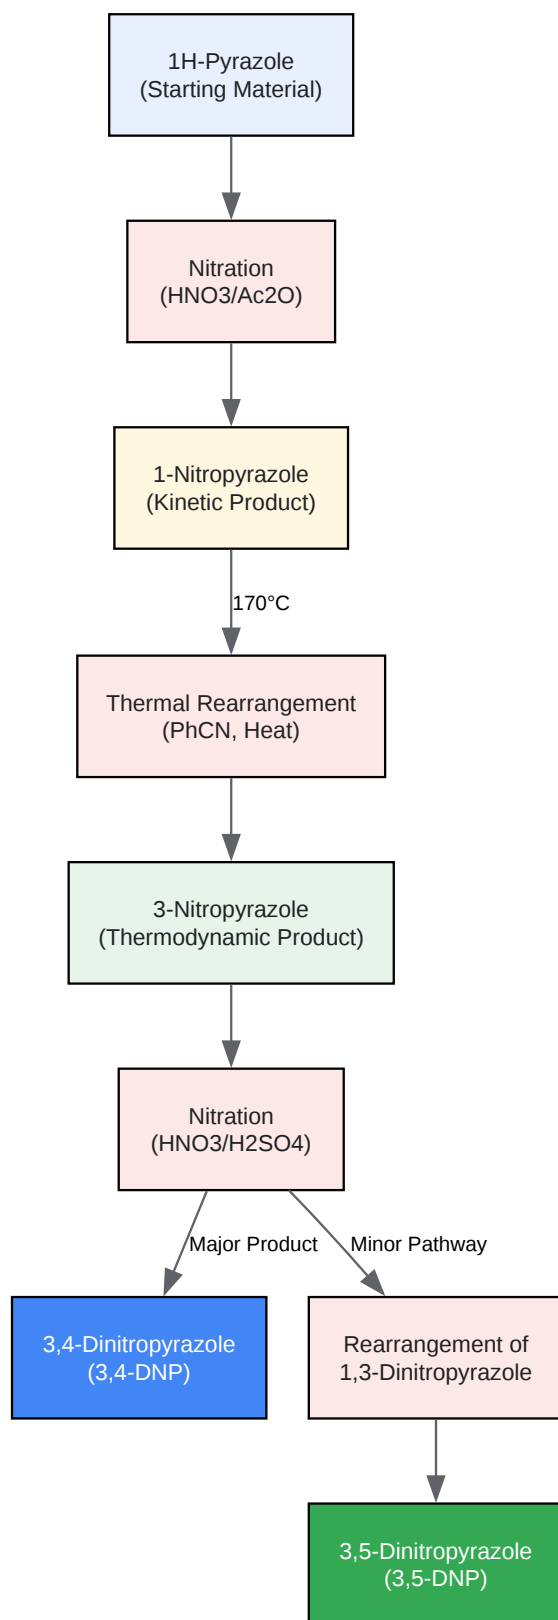 1H-Pyrazole
(Starting Material)
Nitration
(HNO3/Ac2O)
1-Nitropyrazole
(Kinetic Product)
170°C
Thermal Rearrangement
(PhCN, Heat)
3-Nitropyrazole
(Thermodynamic Product)
Nitration
(HNO3/H2SO4)
Major Product
Minor Pathway
3,4-Dinitropyrazole
(3,4-DNP)
Rearrangement of
1,3-Dinitropyrazole
3,5-Dinitropyrazole
(3,5-DNP)